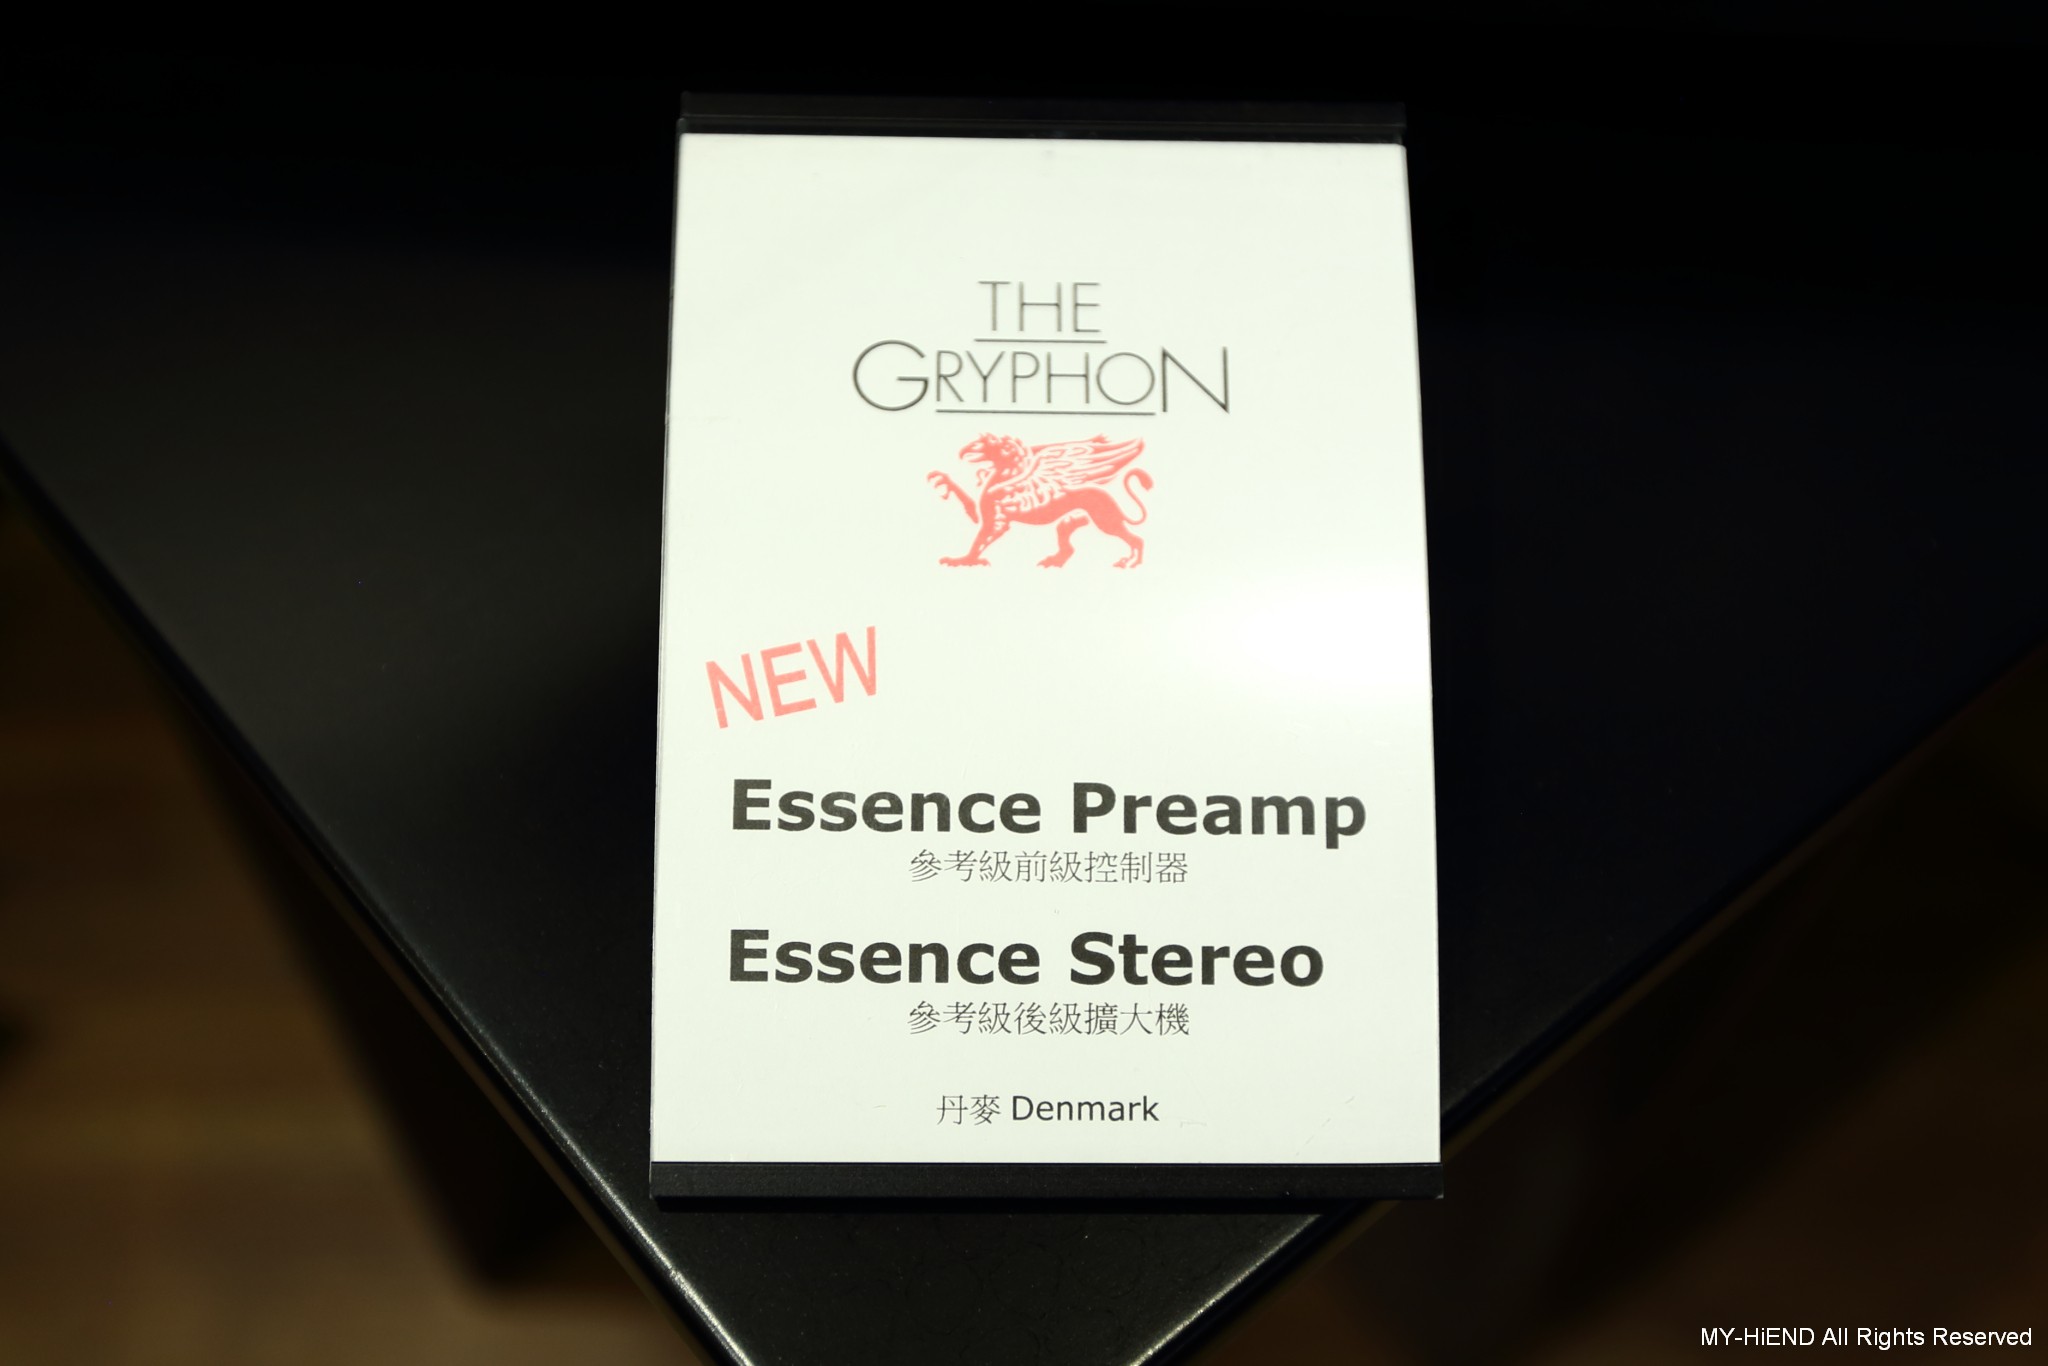 THE
GRYPHON
NEW
Essence Preamp
參考級前級控制器
Essence Stereo
參考級後級擴大機
丹麥 Denmark
MY-HiEND All Rights Reserved